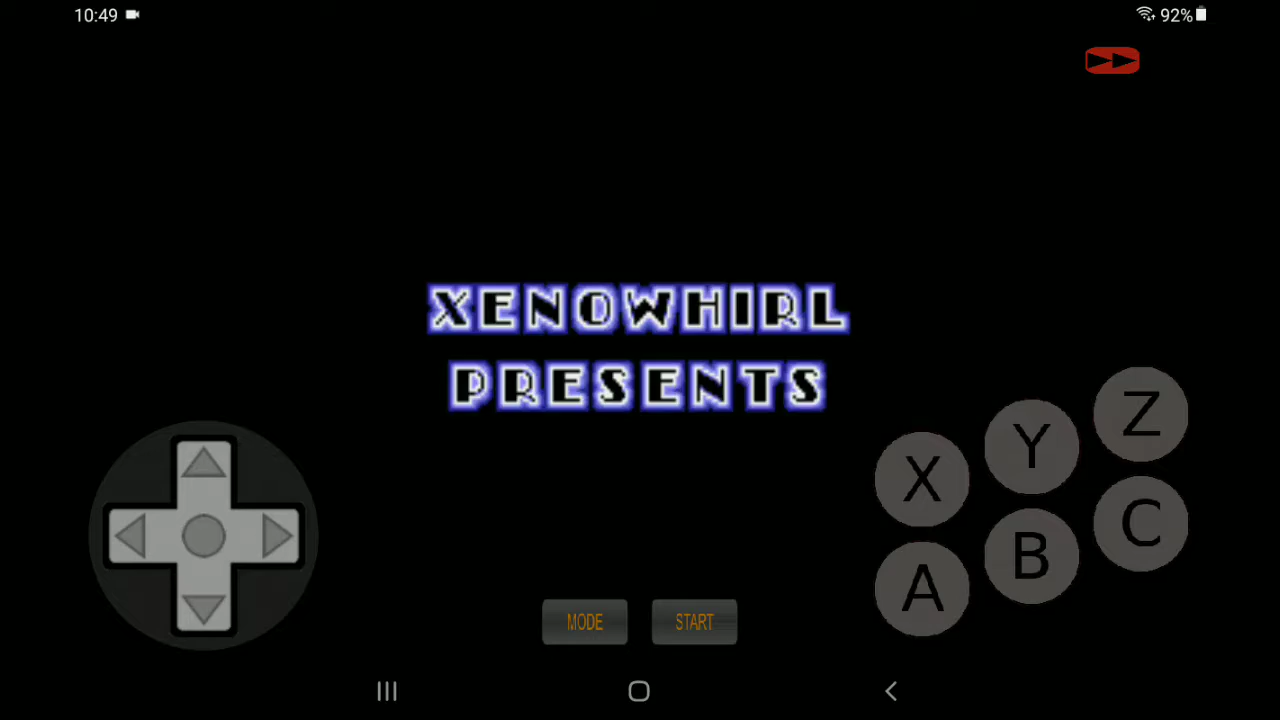 10:49 92%
XENOWHIRL
PRESENTS
X Y Z
A B C
MODE START